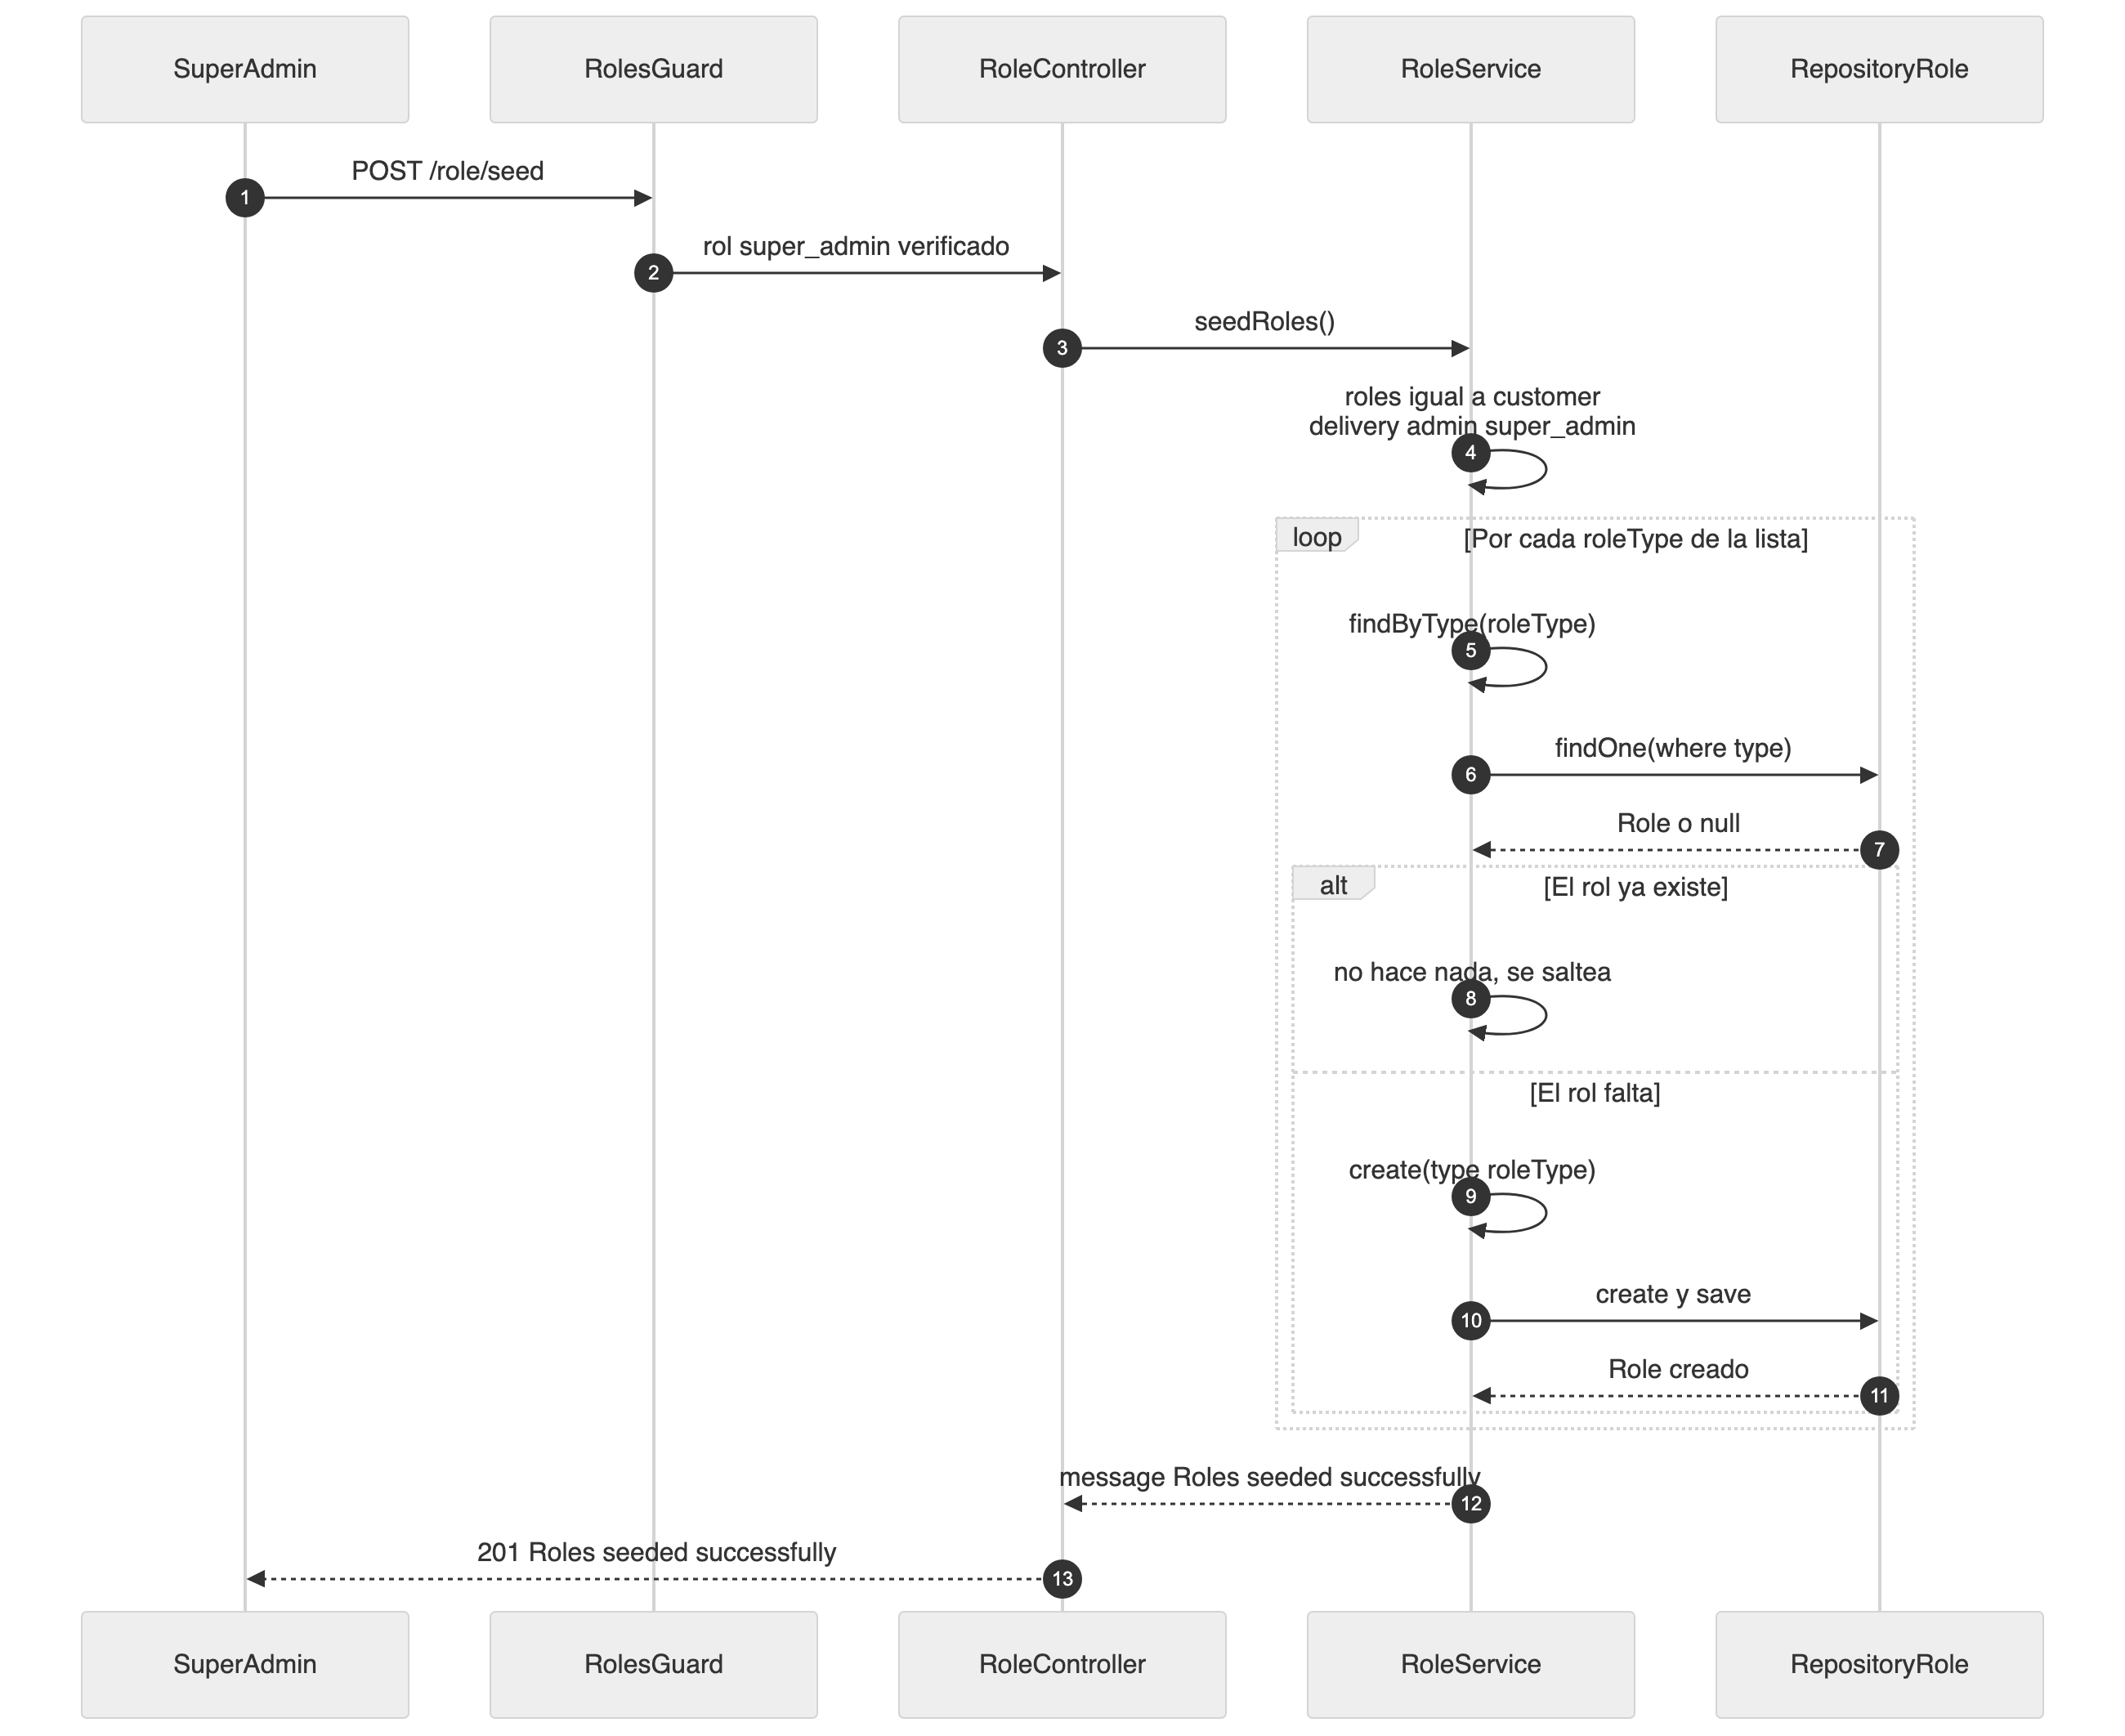 SuperAdmin
RolesGuard
RoleController
RoleService
RepositoryRole
POST /role/seed
1
rol super_admin verificado
2
seedRoles()
3
roles igual a customer
delivery admin super_admin
4
loop
[Por cada roleType de la lista]
findByType(roleType)
5
findOne(where type)
6
Role o null
7
alt
[El rol ya existe]
no hace nada, se saltea
8
[El rol falta]
create(type roleType)
9
create y save
10
Role creado
11
message Roles seeded successfully
12
201 Roles seeded successfully
13
SuperAdmin
RolesGuard
RoleController
RoleService
RepositoryRole